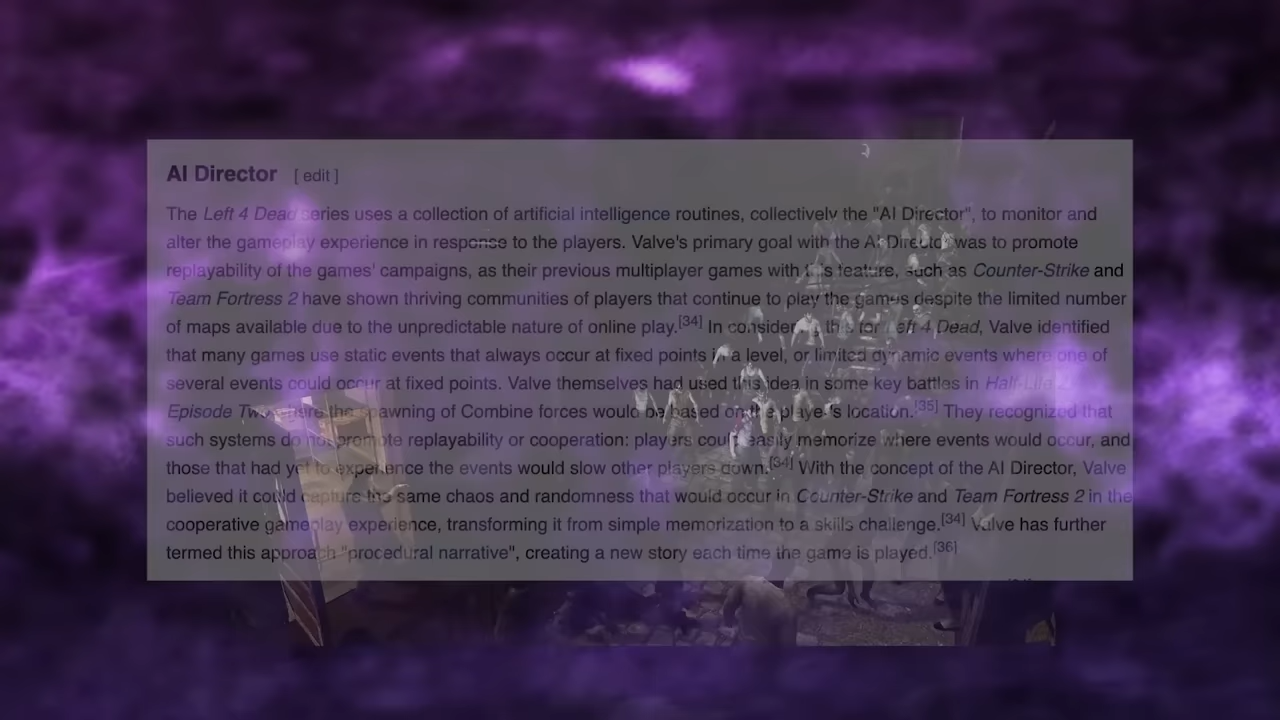 AI Director [ edit ]
The Left 4 Dead series uses a collection of artificial intelligence routines, collectively the "AI Director", to monitor and
alter the gameplay experience in response to the players. Valve's primary goal with the AI Director was to promote
replayability of the games' campaigns, as their previous multiplayer games with this feature, such as Counter-Strike and
Team Fortress 2 have shown thriving communities of players that continue to play the games despite the limited number
of maps available due to the unpredictable nature of online play.[34] In considering this for Left 4 Dead, Valve identified
that many games use static events that always occur at fixed points in a level, or limited dynamic events where one of
several events could occur at fixed points. Valve themselves had used this idea in some key battles in Half-Life 2:
Episode Two where the spawning of Combine forces would be based on the player's location.[35] They recognized that
such systems do not promote replayability or cooperation: players could easily memorize where events would occur, and
those that had yet to experience the events would slow other players down.[34] With the concept of the AI Director, Valve
believed it could capture the same chaos and randomness that would occur in Counter-Strike and Team Fortress 2 in the
cooperative gameplay experience, transforming it from simple memorization to a skills challenge.[34] Valve has further
termed this approach "procedural narrative", creating a new story each time the game is played.[36]